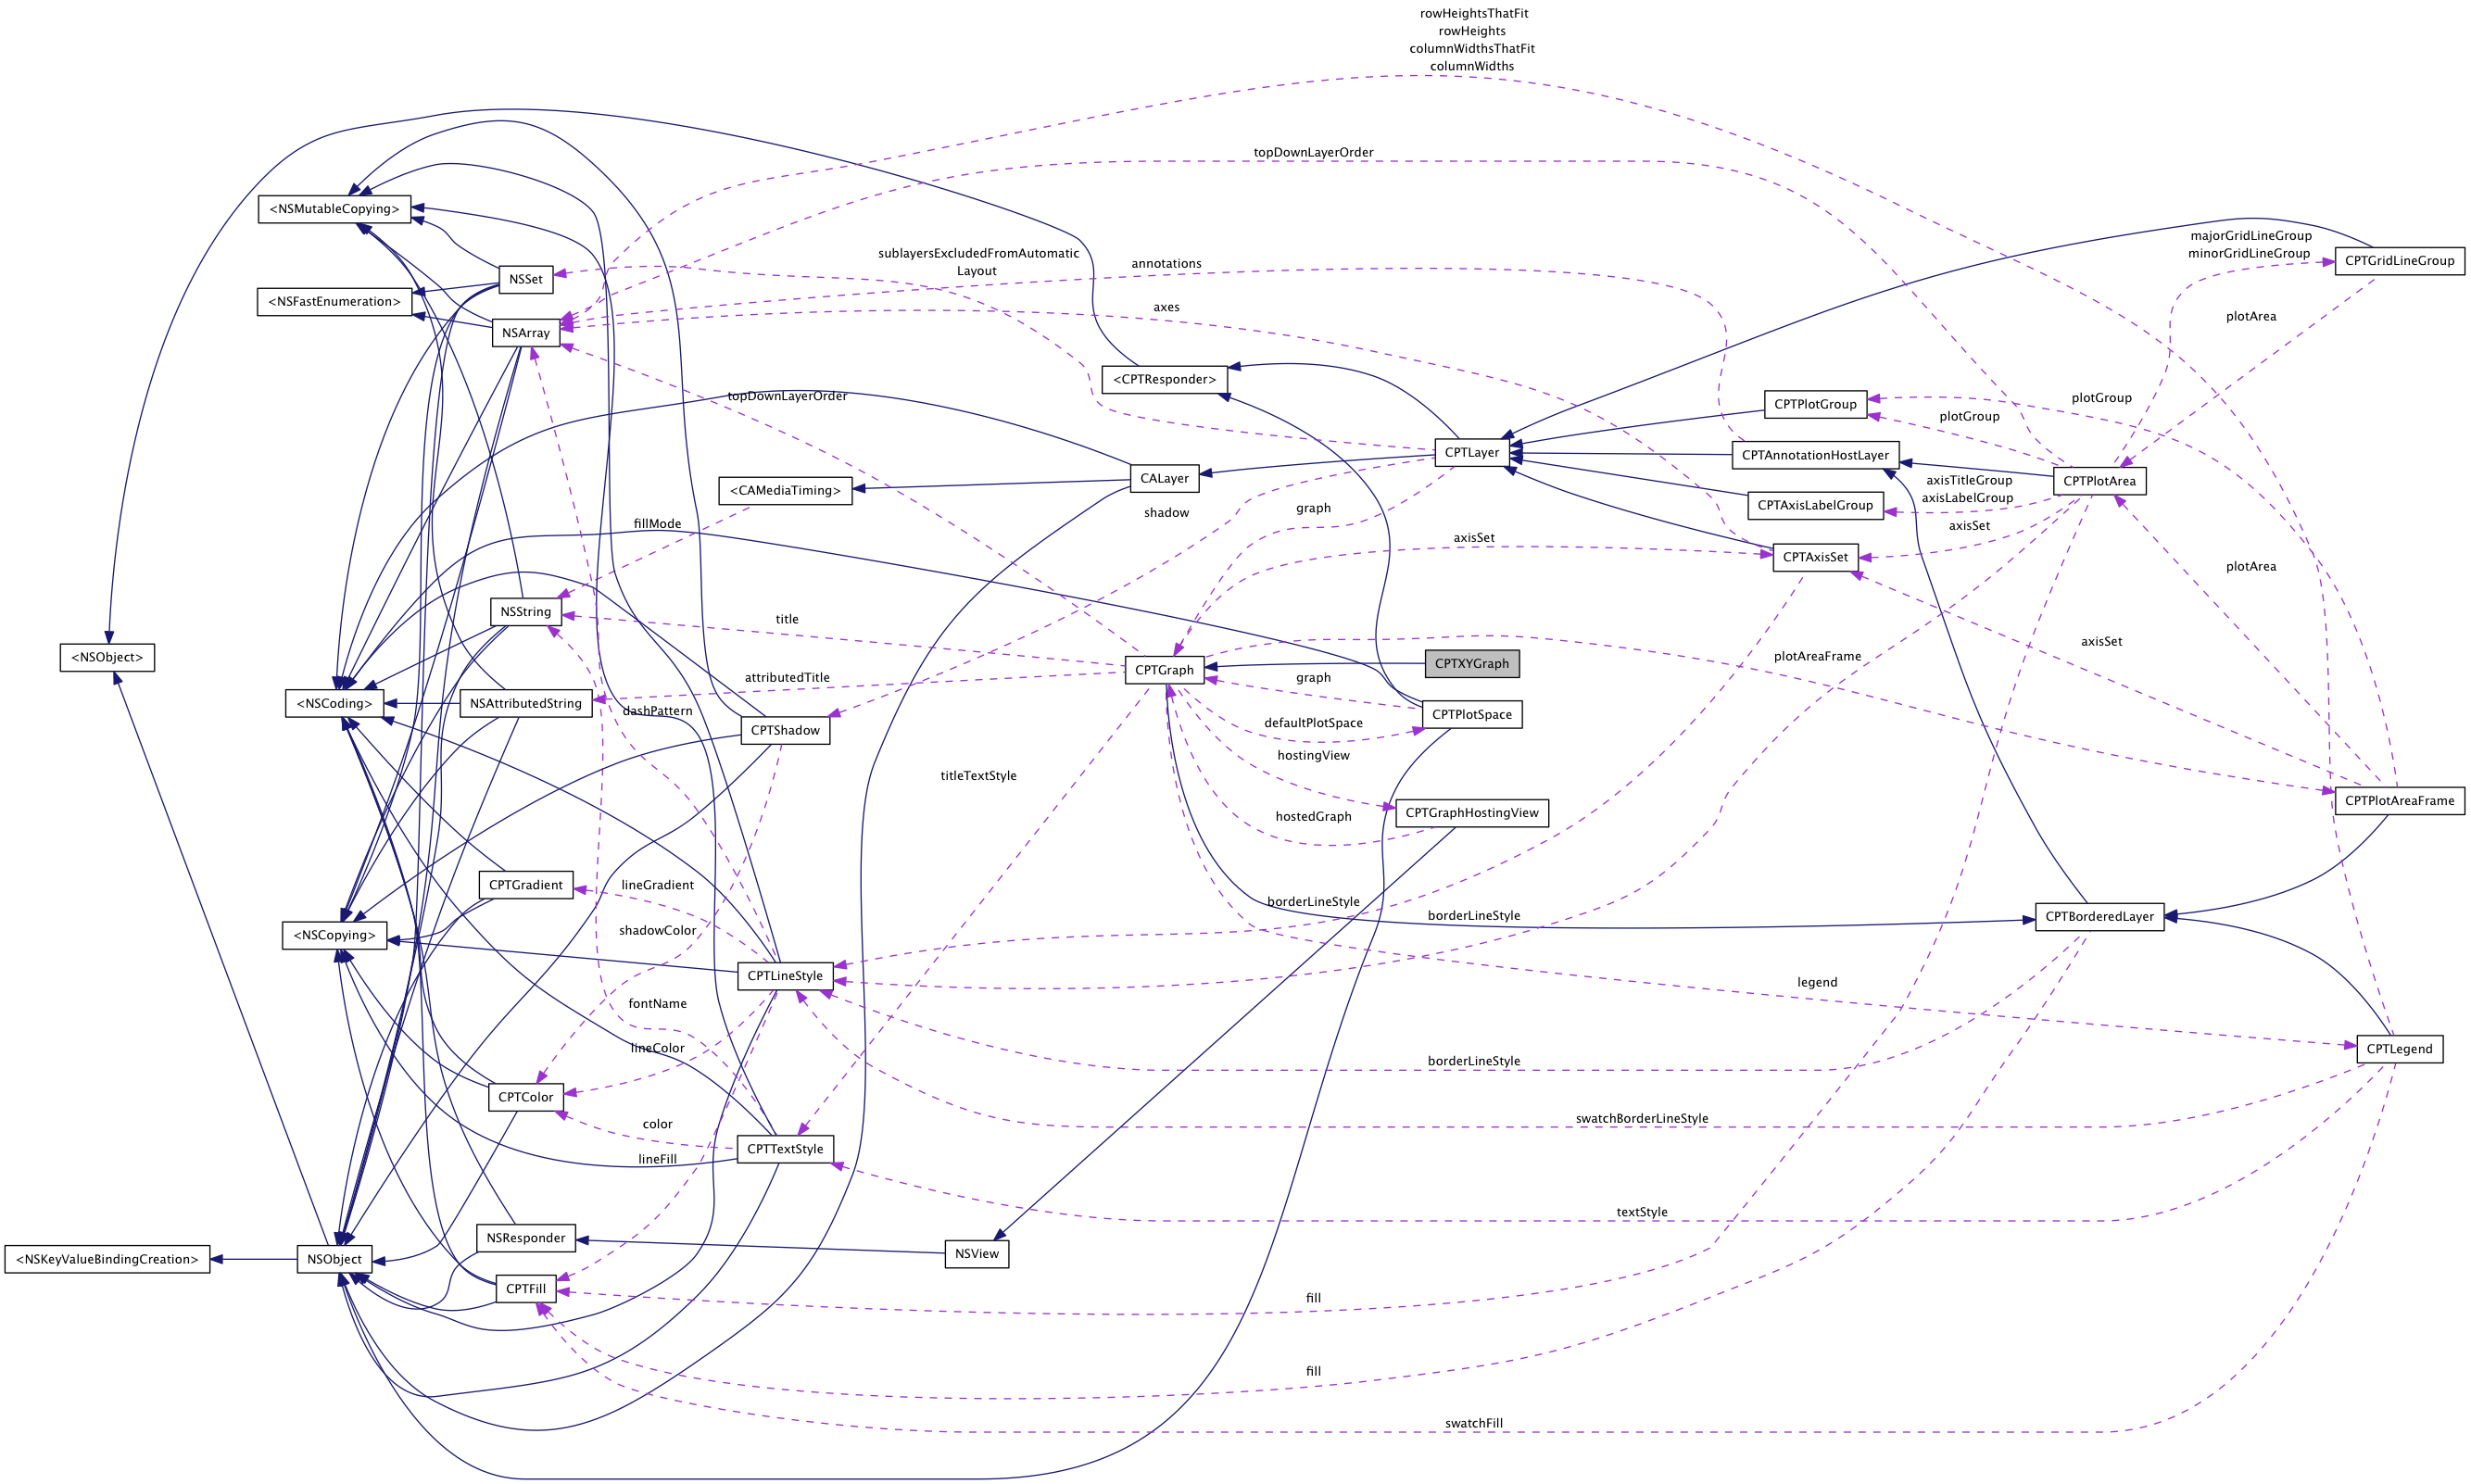 rowHeightsThatFit
rowHeights
columnWidthsThatFit
columnWidths
topDownLayerOrder
<NSMutableCopying>
majorGridLineGroup
minorGridLineGroup
CPTGridLineGroup
sublayersExcludedFromAutomatic
Layout
annotations
NSSet
<NSFastEnumeration>
axes
plotArea
NSArray
<CPTResponder>
topDownLayerOrder
plotGroup
CPTPlotGroup
plotGroup
CPTLayer
CPTAnnotationHostLayer
CALayer
axisTitleGroup
axisLabelGroup
CPTPlotArea
<CAMediaTiming>
CPTAxisLabelGroup
shadow
graph
fillMode
axisSet
axisSet
CPTAxisSet
plotArea
NSString
title
axisSet
<NSObject>
plotAreaFrame
CPTXYGraph
CPTGraph
attributedTitle
graph
<NSCoding>
NSAttributedString
dashPattern
CPTPlotSpace
defaultPlotSpace
CPTShadow
hostingView
titleTextStyle
CPTPlotAreaFrame
CPTGraphHostingView
hostedGraph
CPTGradient
lineGradient
borderLineStyle
borderLineStyle
CPTBorderedLayer
shadowColor
<NSCopying>
CPTLineStyle
legend
fontName
lineColor
CPTLegend
borderLineStyle
CPTColor
swatchBorderLineStyle
color
CPTTextStyle
lineFill
textStyle
NSResponder
NSView
<NSKeyValueBindingCreation>
NSObject
CPTFill
fill
fill
swatchFill